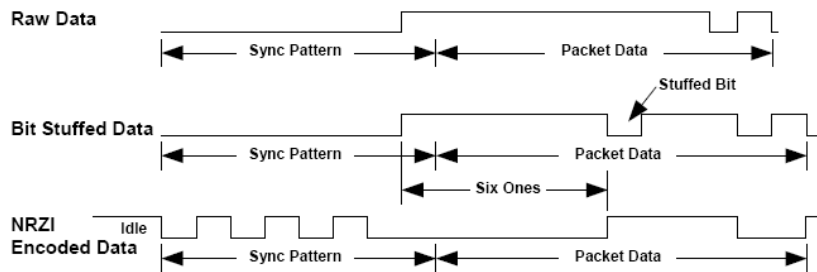 Raw Data
Sync Pattern
Packet Data
Stuffed Bit
Bit Stuffed Data
Sync Pattern
Packet Data
Six Ones
NRZI
Idle
Encoded Data
Sync Pattern
Packet Data